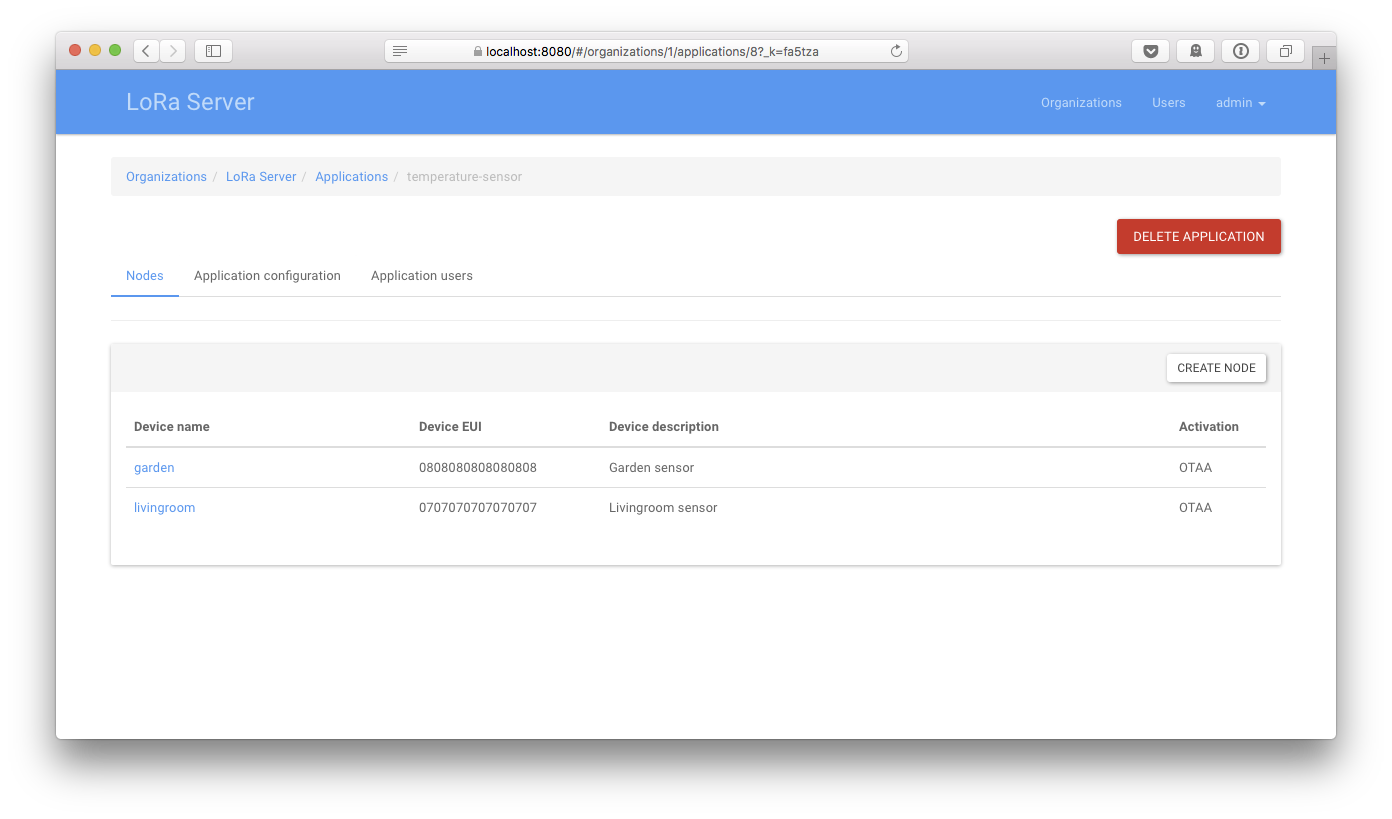 localhost:8080/#/organizations/1/applications/8?_k=fa5tza
LoRa Server Organizations Users admin
Organizations / LoRa Server / Applications / temperature-sensor
DELETE APPLICATION
Nodes Application configuration Application users
CREATE NODE
Device name Device EUI Device description Activation
garden 0808080808080808 Garden sensor OTAA
livingroom 0707070707070707 Livingroom sensor OTAA